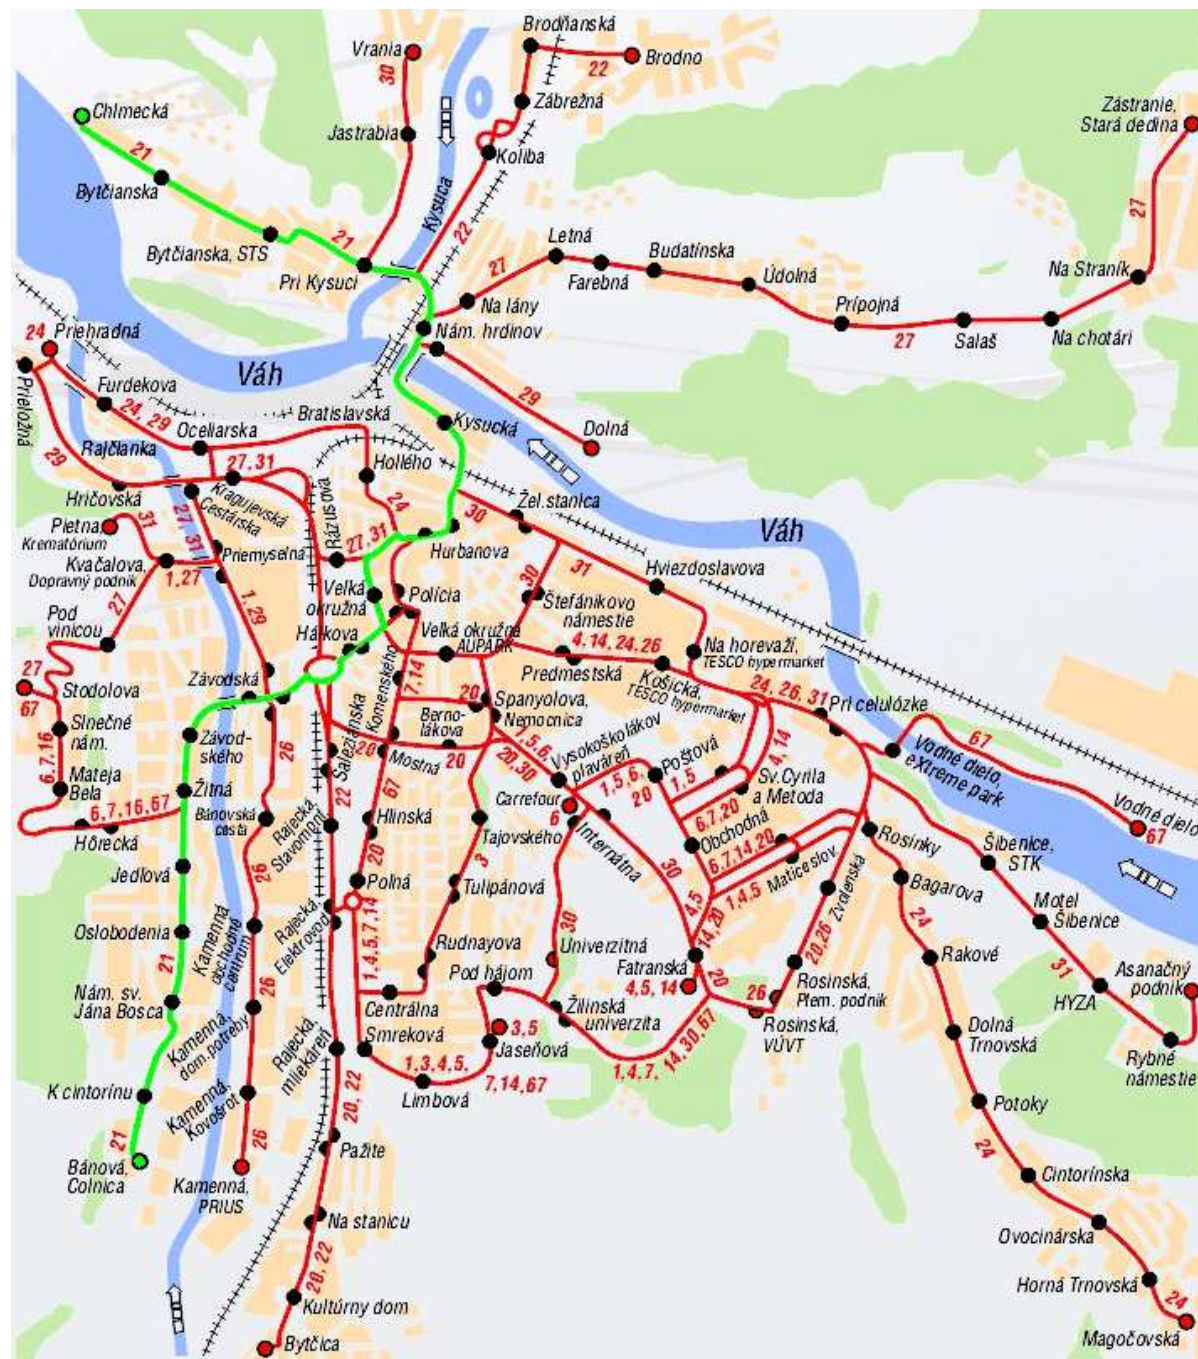 Brodňanská
Vrania
30
22
Brodno
Chlmecká
Zábrežná
Zástranie,
Stará dedina
21
Jastrabia
Koliba
Bytčianska
Kysuca
27
Letná
Bytčianska, STS
21
22
Budatínska
Farebná
Údolná
Na Straník
Pri Kysuci
27
Na lány
Prípojná
Nám. hrdinov
27
Salaš
Na chotári
24
Priehradná
Váh
Prieložná
Furdekova
24, 29
29
Bratislavská
Kysucká
Oceliarska
Rajčianka
Dolná
27,31
Hollého
29
Hričovská
Kragujevská
Cestárska
24
30
Žel.stanica
Váh
Pietna,
Krematórium
31
27,
31
Priemyselná
Rázusova
27,31
Hurbanova
Kvačalova,
Dopravný podnik
1,27
31
Hviezdoslavova
27
1,29
Veľká
okružná
Polícia
30
Štefánikovo
námestie
Pod
vinicou
Hálkova
Veľká okružná
AUPARK
4.14,24.26
Na horevaží,
TESCO hypermarket
27
67
Stodolova
Závodská
Komenského
7,14
Predmestská
Košická,
TESCO hypermarket
24, 26, 31
Pri celulózke
Slnečné
nám.
Závod-
ského
26
Saleziánska
20
Berno-
lákova
Spanyolova,
Nemocnica
67
6,7,16
20
Mostná
20
1,5,6,
20,30
Vysokoškolákov
plaváreň
Poštová
4,14
Vodné dielo,
eXtreme park
Mateja
Bela
Žitná
22
67
1,5,6,
20
1,5
Sv.Cyrila
a Metoda
6,7,16,67
Bánovská
cesta
Rajecká,
Slavomont
Hlinská
Carrefour
6
6,7,20
Vodné dielo
67
Hôrecká
Tajovského
Internátna
Obchodná
Rosinky
Šibenice,
STK
Jedlová
26
20
3
6,7,14,20
Matice slov.
Polná
Tulipánová
30
1,4,5
Bagarova
Oslobodenia
Kamenná
obchodné
centrum
Rajecká,
Elektrovod
4,5
Zvolenská
Motel
Šibenice
21
1,4,5,7,14
Rudnayova
30
Univerzitná
14,20
20,26
24
Rakové
Nám. sv.
Jána Bosca
26
Pod hájom
Fatranská
4,5, 14
20
Rosinská,
Plem. podnik
31
Asanačný
podnik
Kamenná,
dom.potreby
Centrálna
Žilinská
univerzita
26
HYZA
Rajecká,
mliekareň
Smreková
3,5
Jaseňová
Rosinská,
VÚVT
Dolná
Trnovská
Rybné
námestie
K cintorínu
Kamenná,
Kovošrot
20, 22
1,3,4,5.
7,14,67
1,4,7,
14,30,67
Limbová
Potoky
21
26
Pažite
24
Bánová,
Colnica
Kamenná,
PRIUS
Cintorínska
Na stanicu
Ovocinárska
20, 22
Horná Trnovská
Kultúrny dom
24
Bytčica
Magočovská